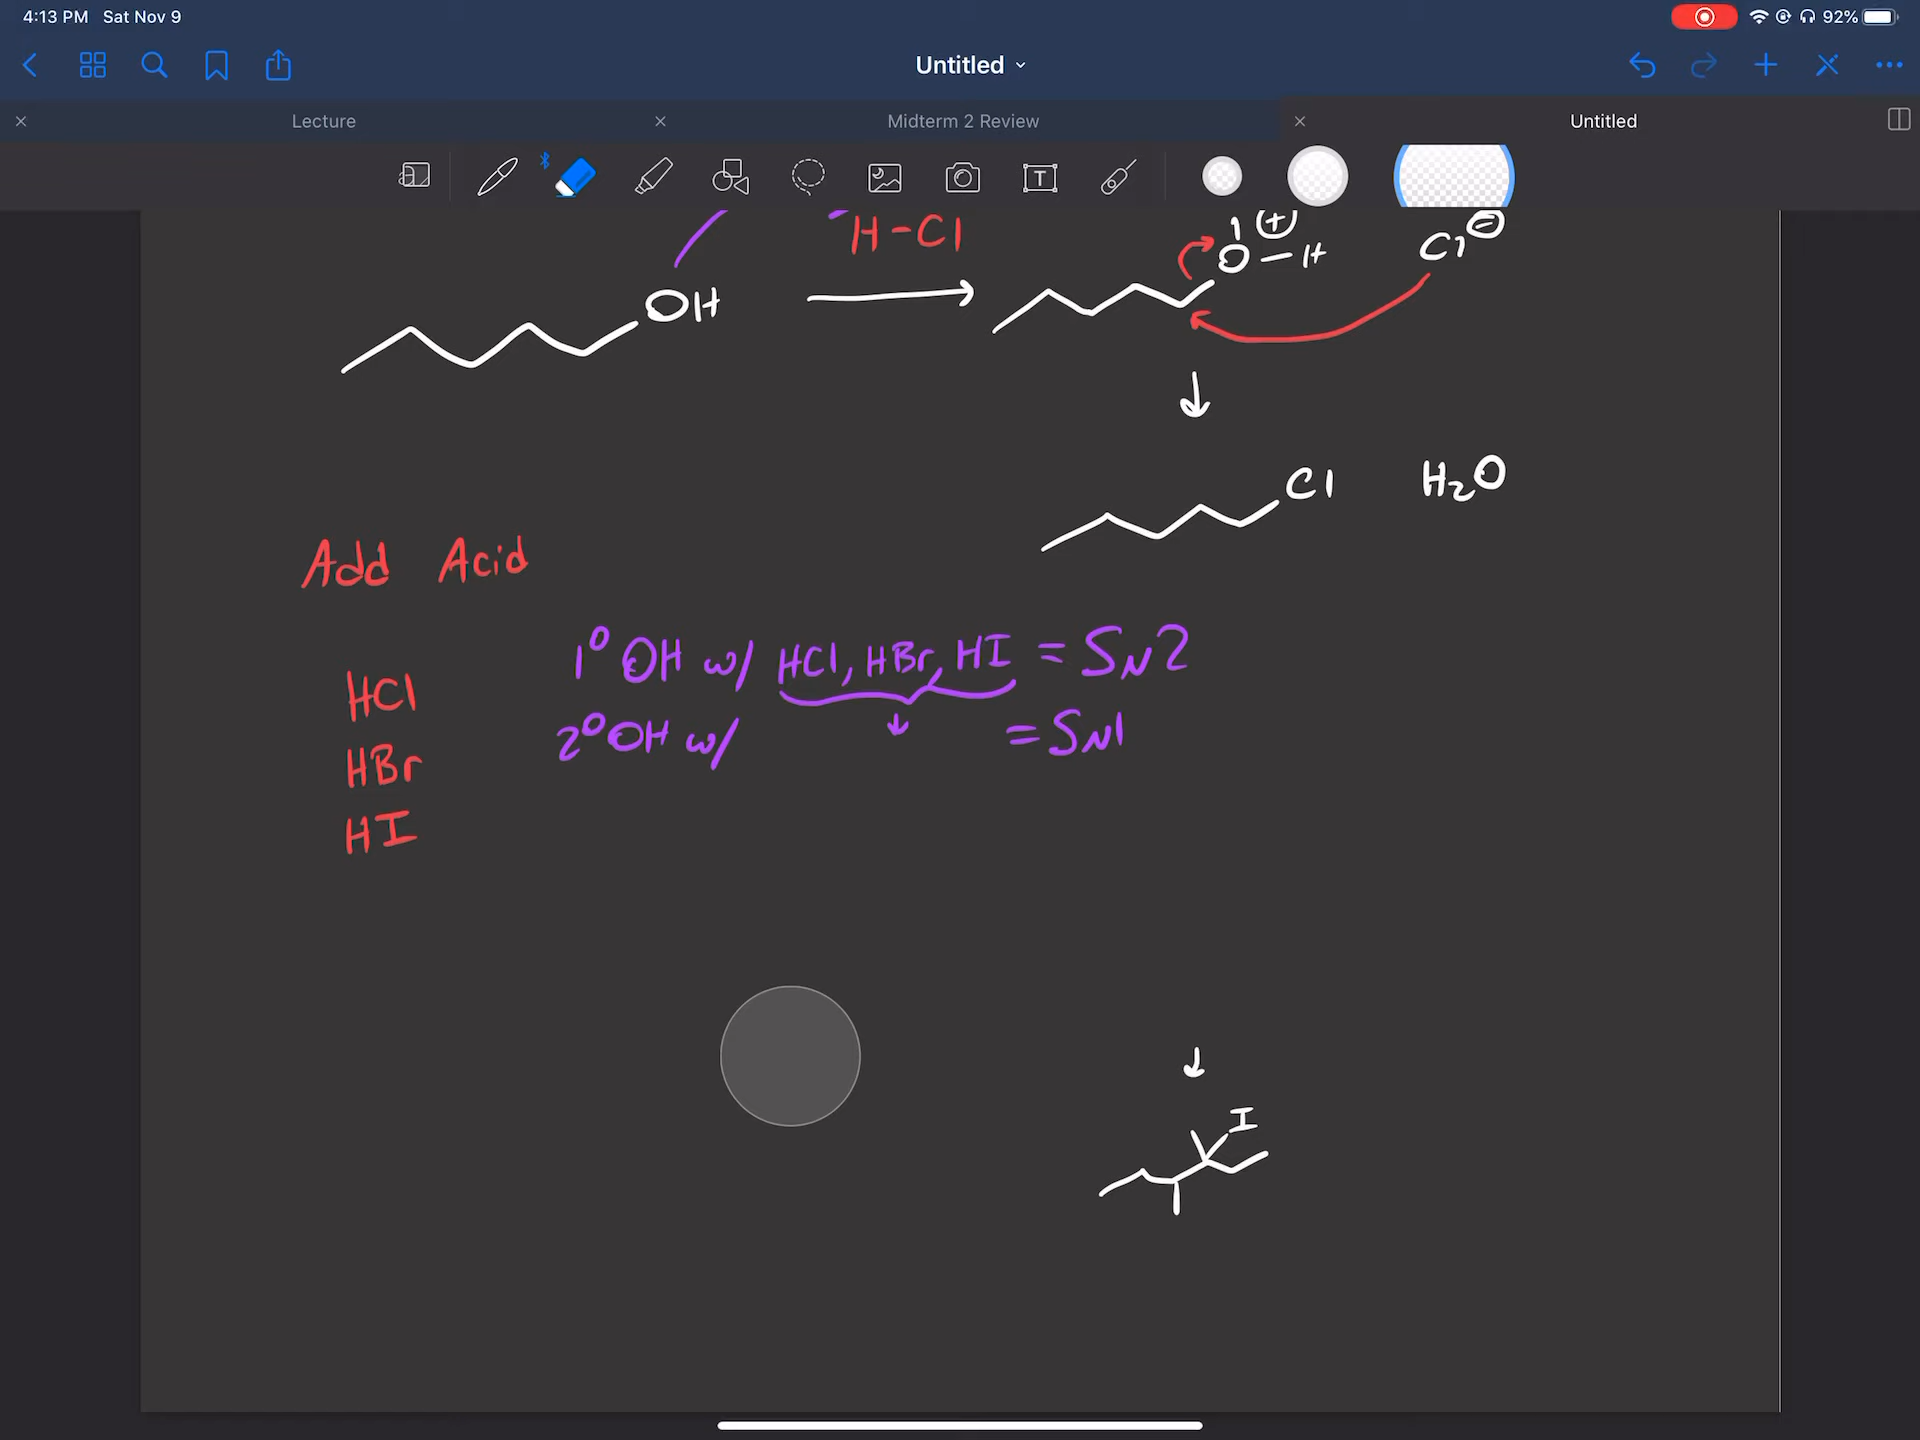 4:13 PM Sat Nov 9
92%
Untitled
Lecture
Midterm 2 Review
Untitled
T
H-Cl
OH
O-H
⊕
Cl⊖
Cl
H2O
Add Acid
1° OH w/ HCl, HBr, HI = SN2
2° OH w/ ↓ = SN1
HCl
HBr
HI
↓
I